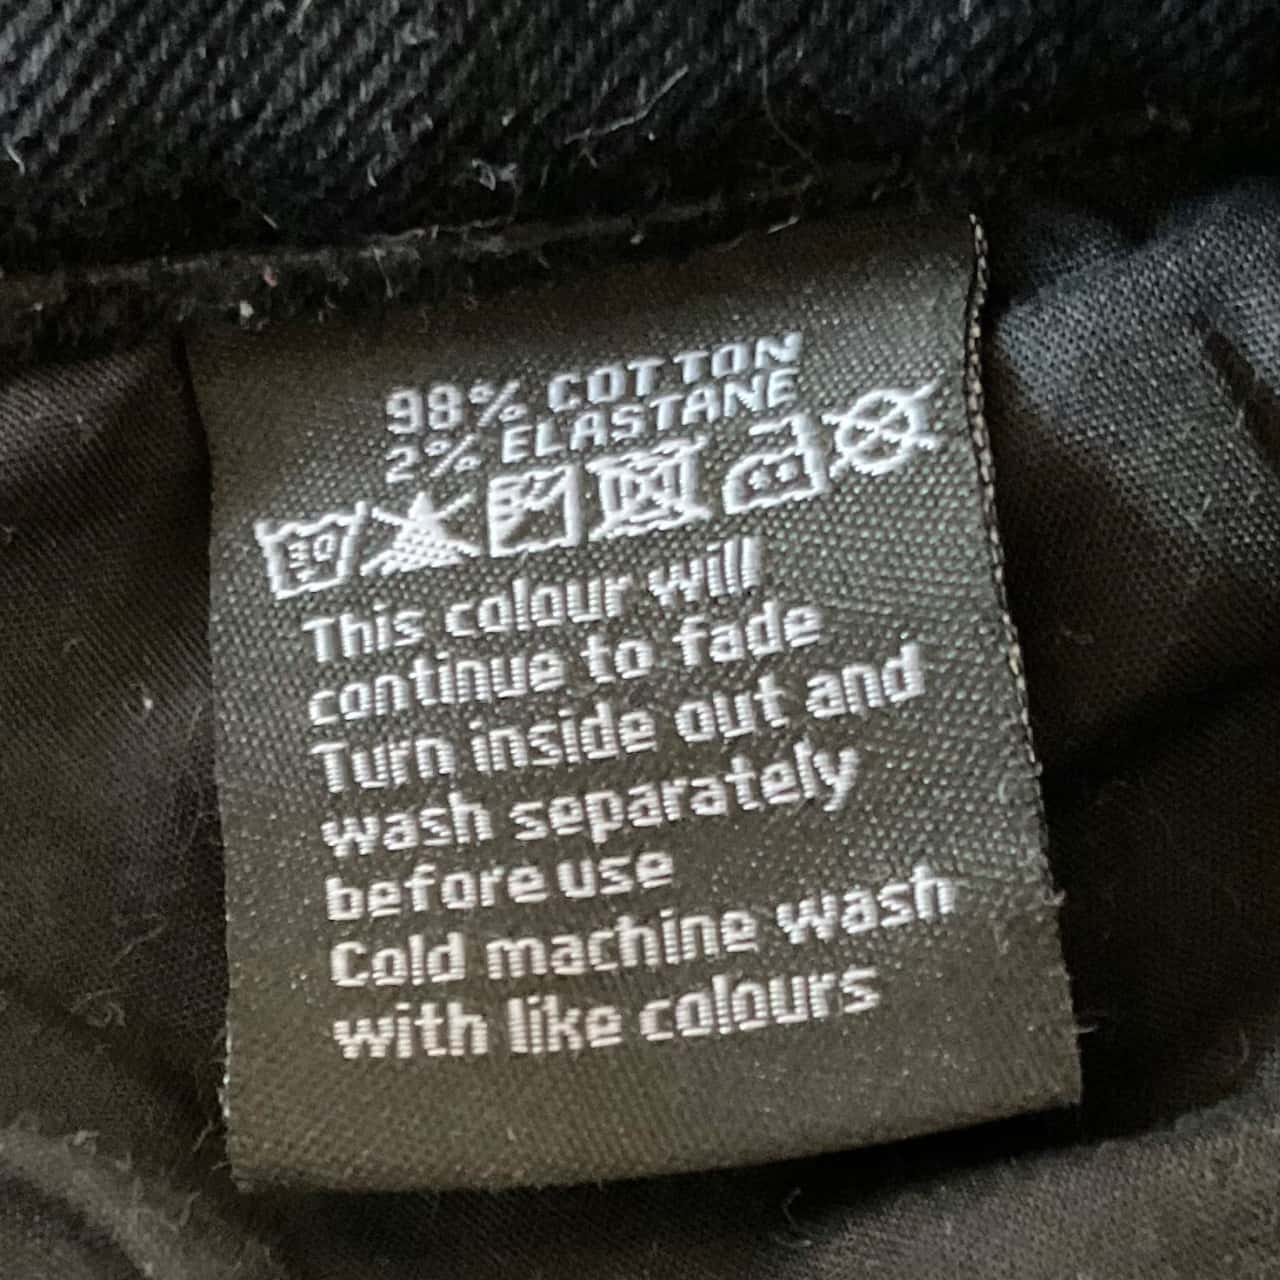 98% COTTON
2% ELASTANE
30
This colour will
continue to fade
Turn inside out and
wash separately
before use
Cold machine wash
with like colours